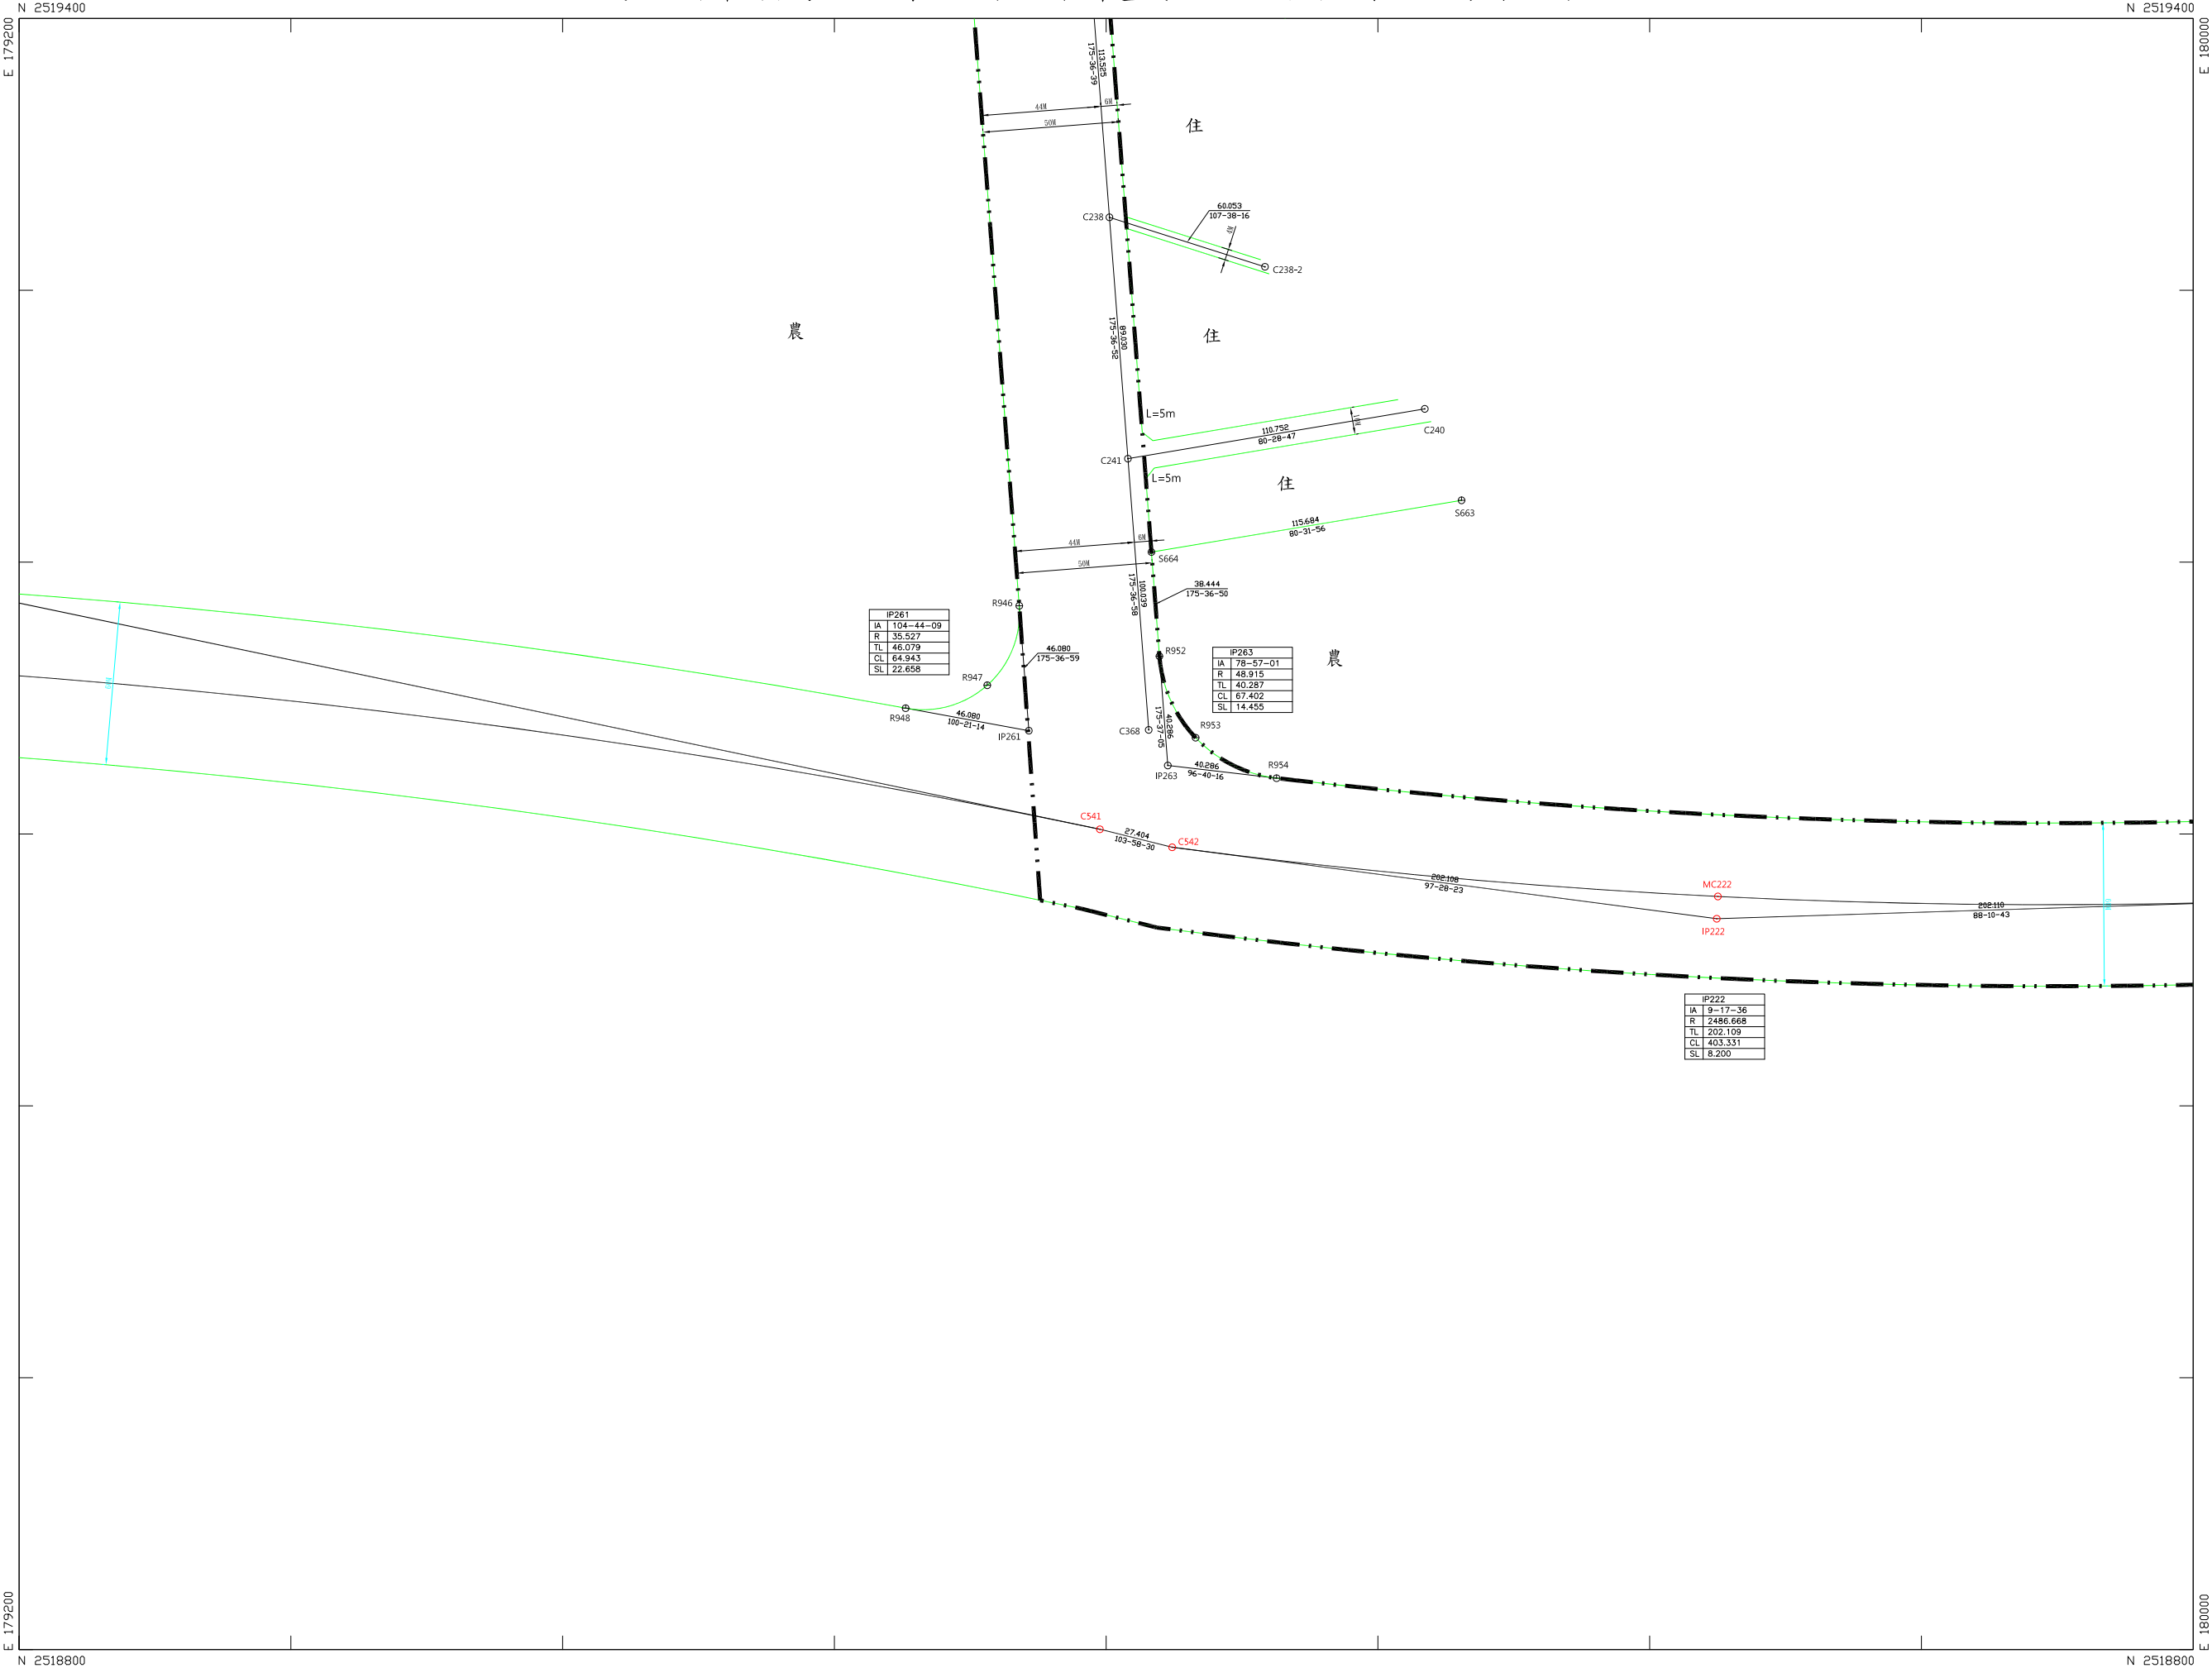 N 2519400
N 2519400
E 179200
E 180000
113.525
175-36-39
44M
6M
50M
住
C238
60.053
107-38-16
4M
C238-2
農
89.030
175-36-52
住
L=5m
110.752
80-28-47
10M
C240
C241
L=5m
住
S663
115.684
80-31-56
44M
6M
50M
S664
100.039
175-36-58
38.444
175-36-50
R946
IP261
IA 104-44-09
R 35.527
TL 46.079
CL 64.943
SL 22.658
46.080
175-36-59
R952
IP263
IA 78-57-01
R 48.915
TL 40.287
CL 67.402
SL 14.455
農
R947
R948
46.080
100-21-14
IP261
C368
40.286
175-37-05
R953
IP263
40.286
96-40-16
R954
C541
27.404
103-58-30
C542
202.108
97-28-23
MC222
IP222
202.110
88-10-43
IP222
IA 9-17-36
R 2486.668
TL 202.109
CL 403.331
SL 8.200
E 179200
E 180000
N 2518800
N 2518800